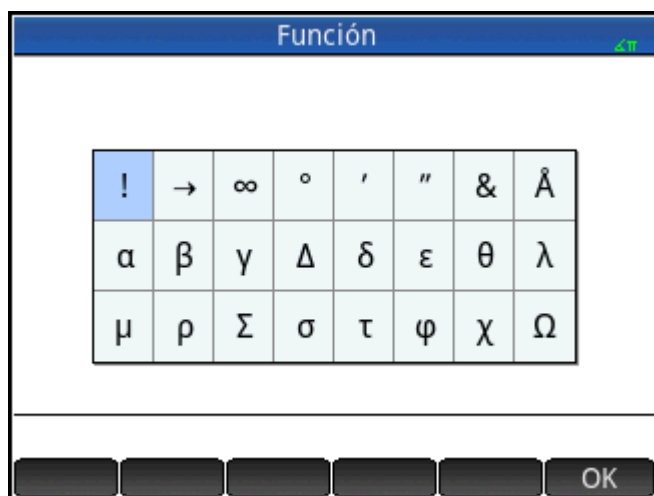 Función
∡π
! → ∞ ° ′ ″ & Å
α β γ Δ δ ε θ λ
μ ρ Σ σ τ φ χ Ω
OK